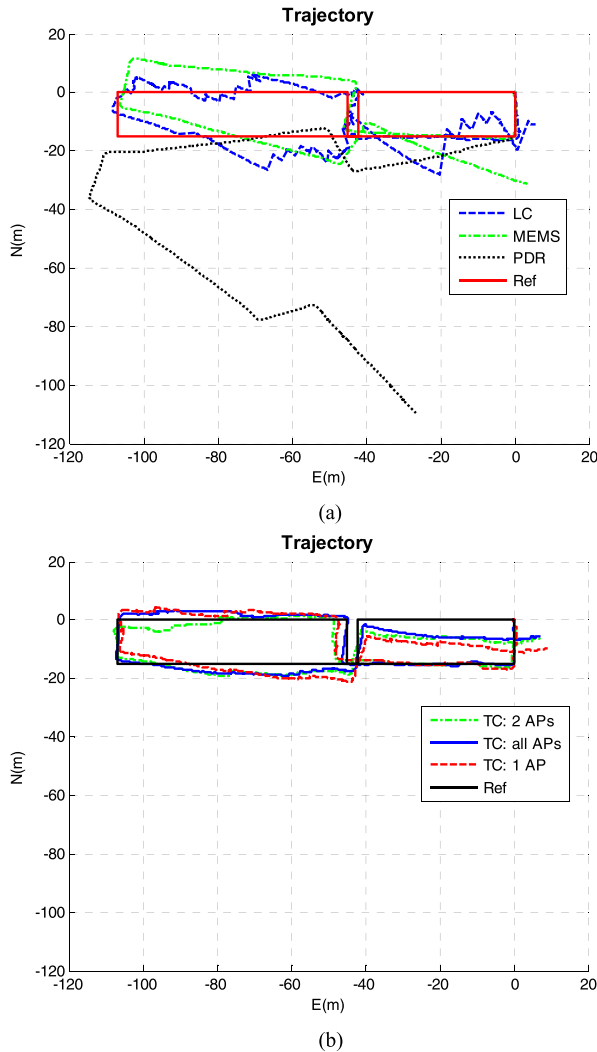 Trajectory
20
0
-20
-40
-60
-80
-100
-120
N(m)
LC
MEMS
PDR
Ref
-120 -100 -80 -60 -40 -20 0 20
E(m)
(a)
Trajectory
20
0
-20
-40
-60
-80
-100
-120
N(m)
TC: 2 APs
TC: all APs
TC: 1 AP
Ref
-120 -100 -80 -60 -40 -20 0 20
E(m)
(b)